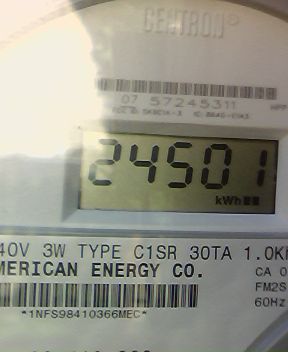 CENTRON®
07 57245311
24501
kWh
40V 3W TYPE C1SR 30TA 1.0Kh
MERICAN ENERGY CO.
CA 0
FM2S
60Hz
*1NFS98410366MEC*